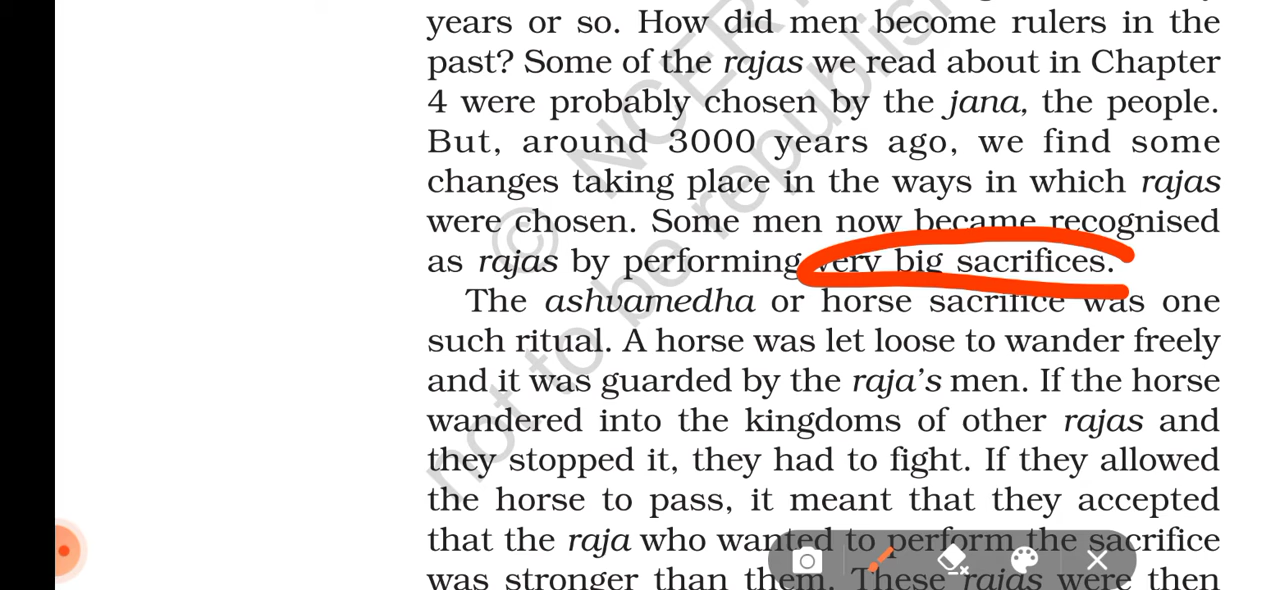 years or so. How did men become rulers in the
past? Some of the rajas we read about in Chapter
4 were probably chosen by the jana, the people.
But, around 3000 years ago, we find some
changes taking place in the ways in which rajas
were chosen. Some men now became recognised
as rajas by performing very big sacrifices.
The ashvamedha or horse sacrifice was one
such ritual. A horse was let loose to wander freely
and it was guarded by the raja's men. If the horse
wandered into the kingdoms of other rajas and
they stopped it, they had to fight. If they allowed
the horse to pass, it meant that they accepted
that the raja who wanted to perform the sacrifice
was stronger than them. These rajas were then
© NCER
not to be republish